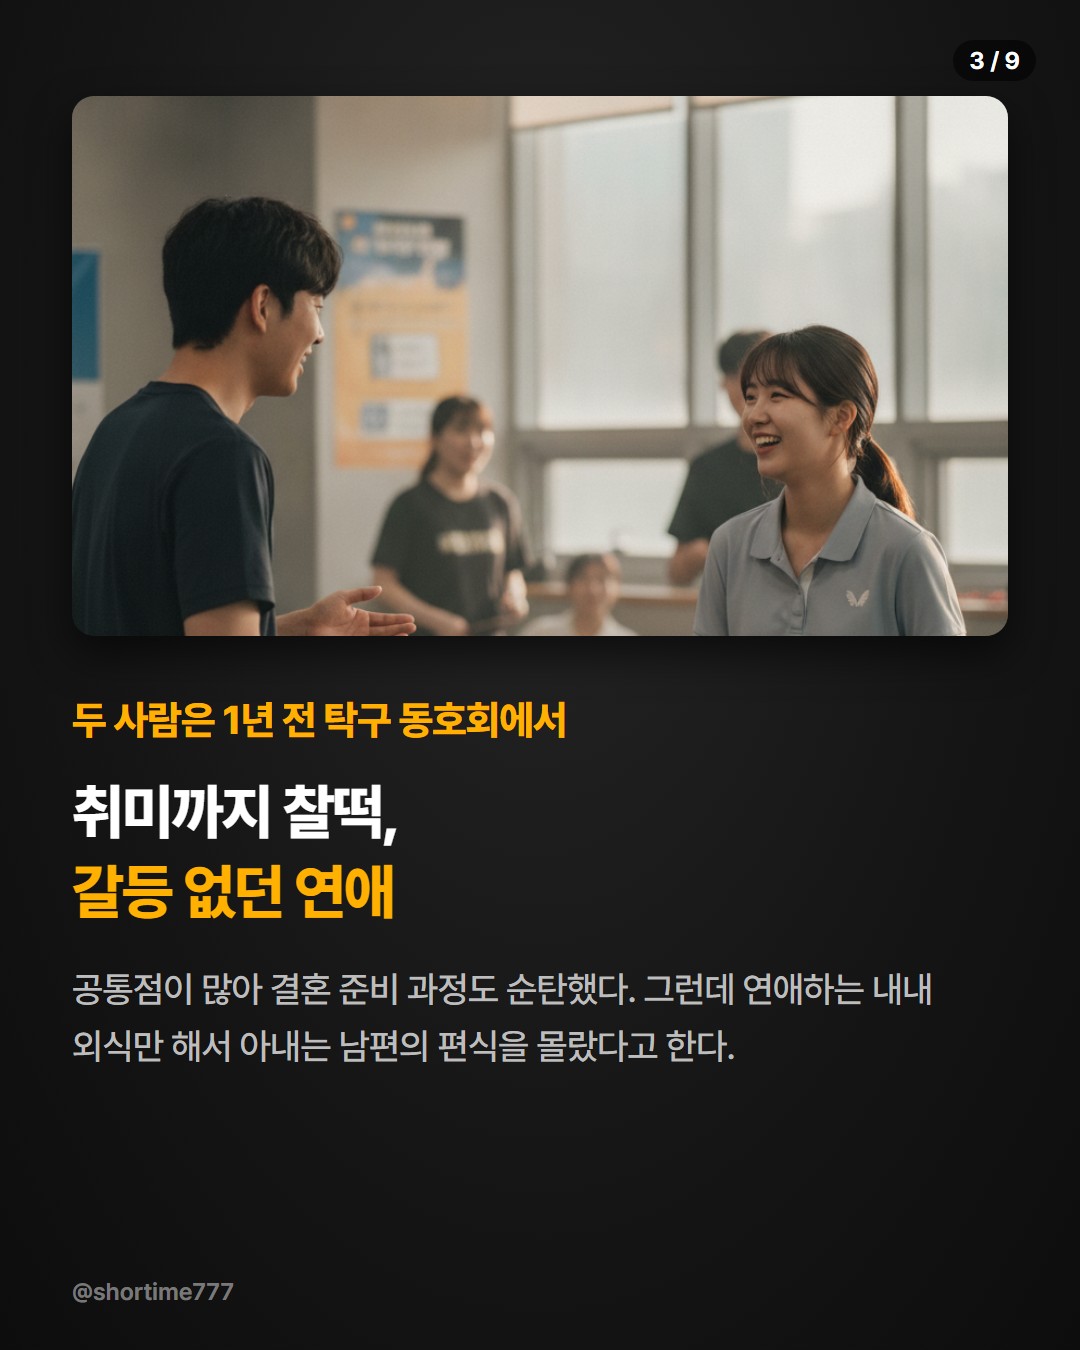 3 / 9
두 사람은 1년 전 탁구 동호회에서
취미까지 찰떡,
갈등 없던 연애
공통점이 많아 결혼 준비 과정도 순탄했다. 그런데 연애하는 내내
외식만 해서 아내는 남편의 편식을 몰랐다고 한다.
@shortime777